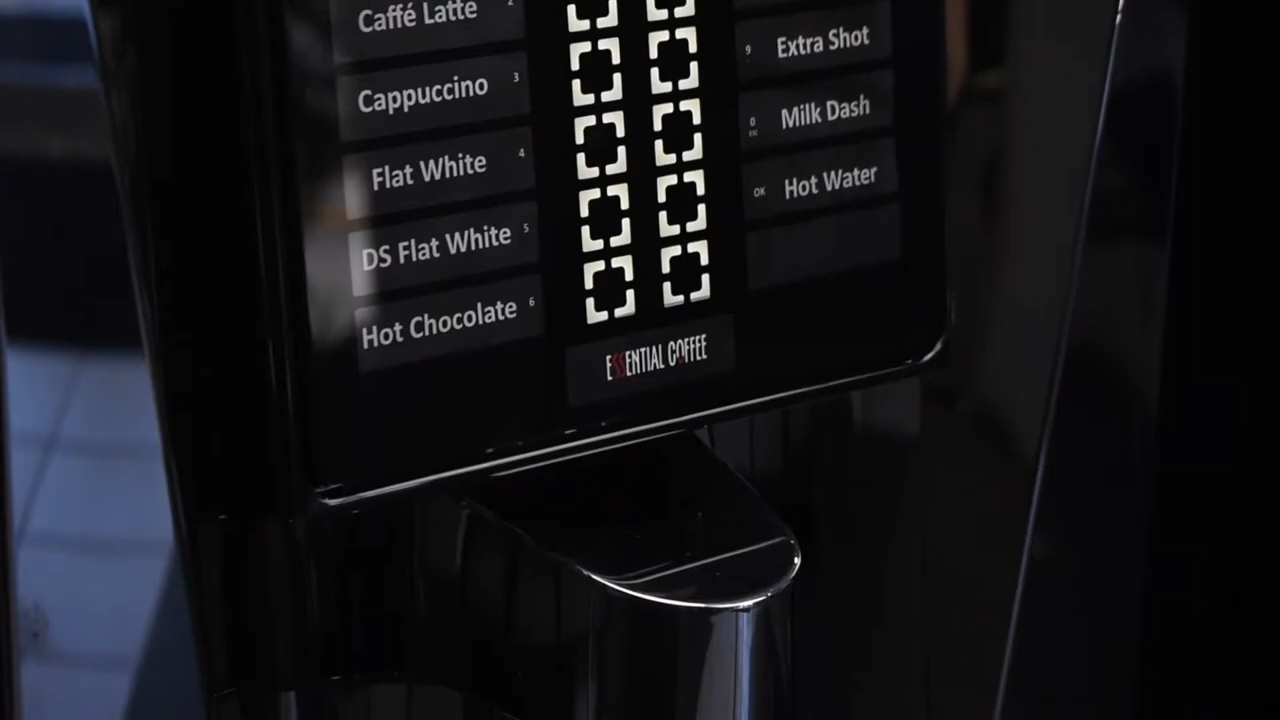 Caffé Latte 2
Cappuccino 3
Flat White 4
DS Flat White 5
Hot Chocolate 6
9 Extra Shot
0 Milk Dash
ESC
OK Hot Water
ESSENTIAL COFFEE